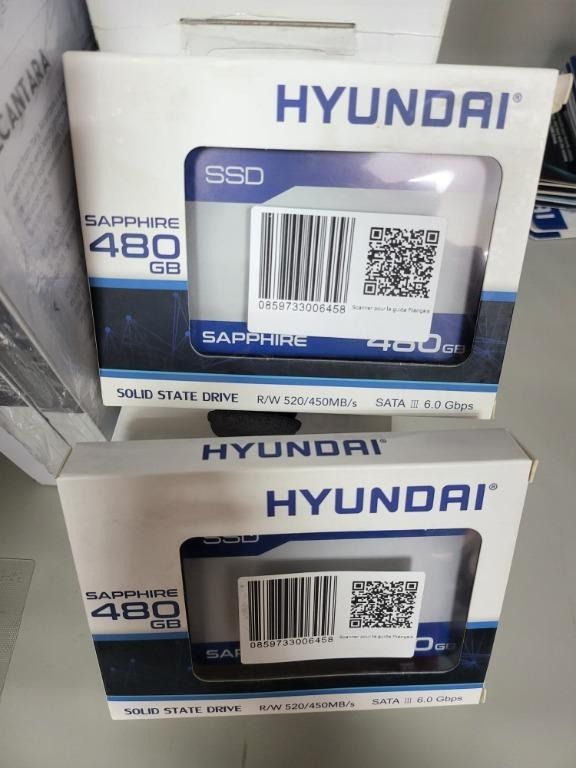 ECANTARA
HYUNDAI®
SSD
SAPPHIRE
480
GB
0859733006458
Scanner pour le guide Français
SAPPHIRE 480GB
SOLID STATE DRIVE R/W 520/450MB/s SATA III 6.0 Gbps
HYUNDAI
HYUNDAI®
SSD
SAPPHIRE
480
GB
0859733006458
Scanner pour le guide Français
SOLID STATE DRIVE R/W 520/450MB/s SATA III 6.0 Gbps